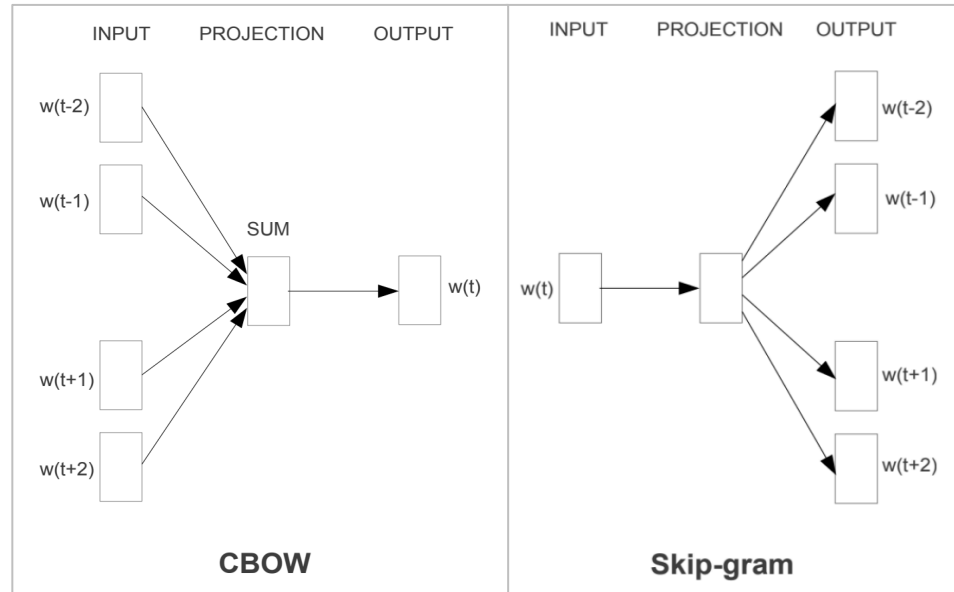 INPUT PROJECTION OUTPUT
w(t-2)
w(t-1)
SUM
w(t)
w(t+1)
w(t+2)
CBOW
INPUT PROJECTION OUTPUT
w(t-2)
w(t-1)
w(t)
w(t+1)
w(t+2)
Skip-gram